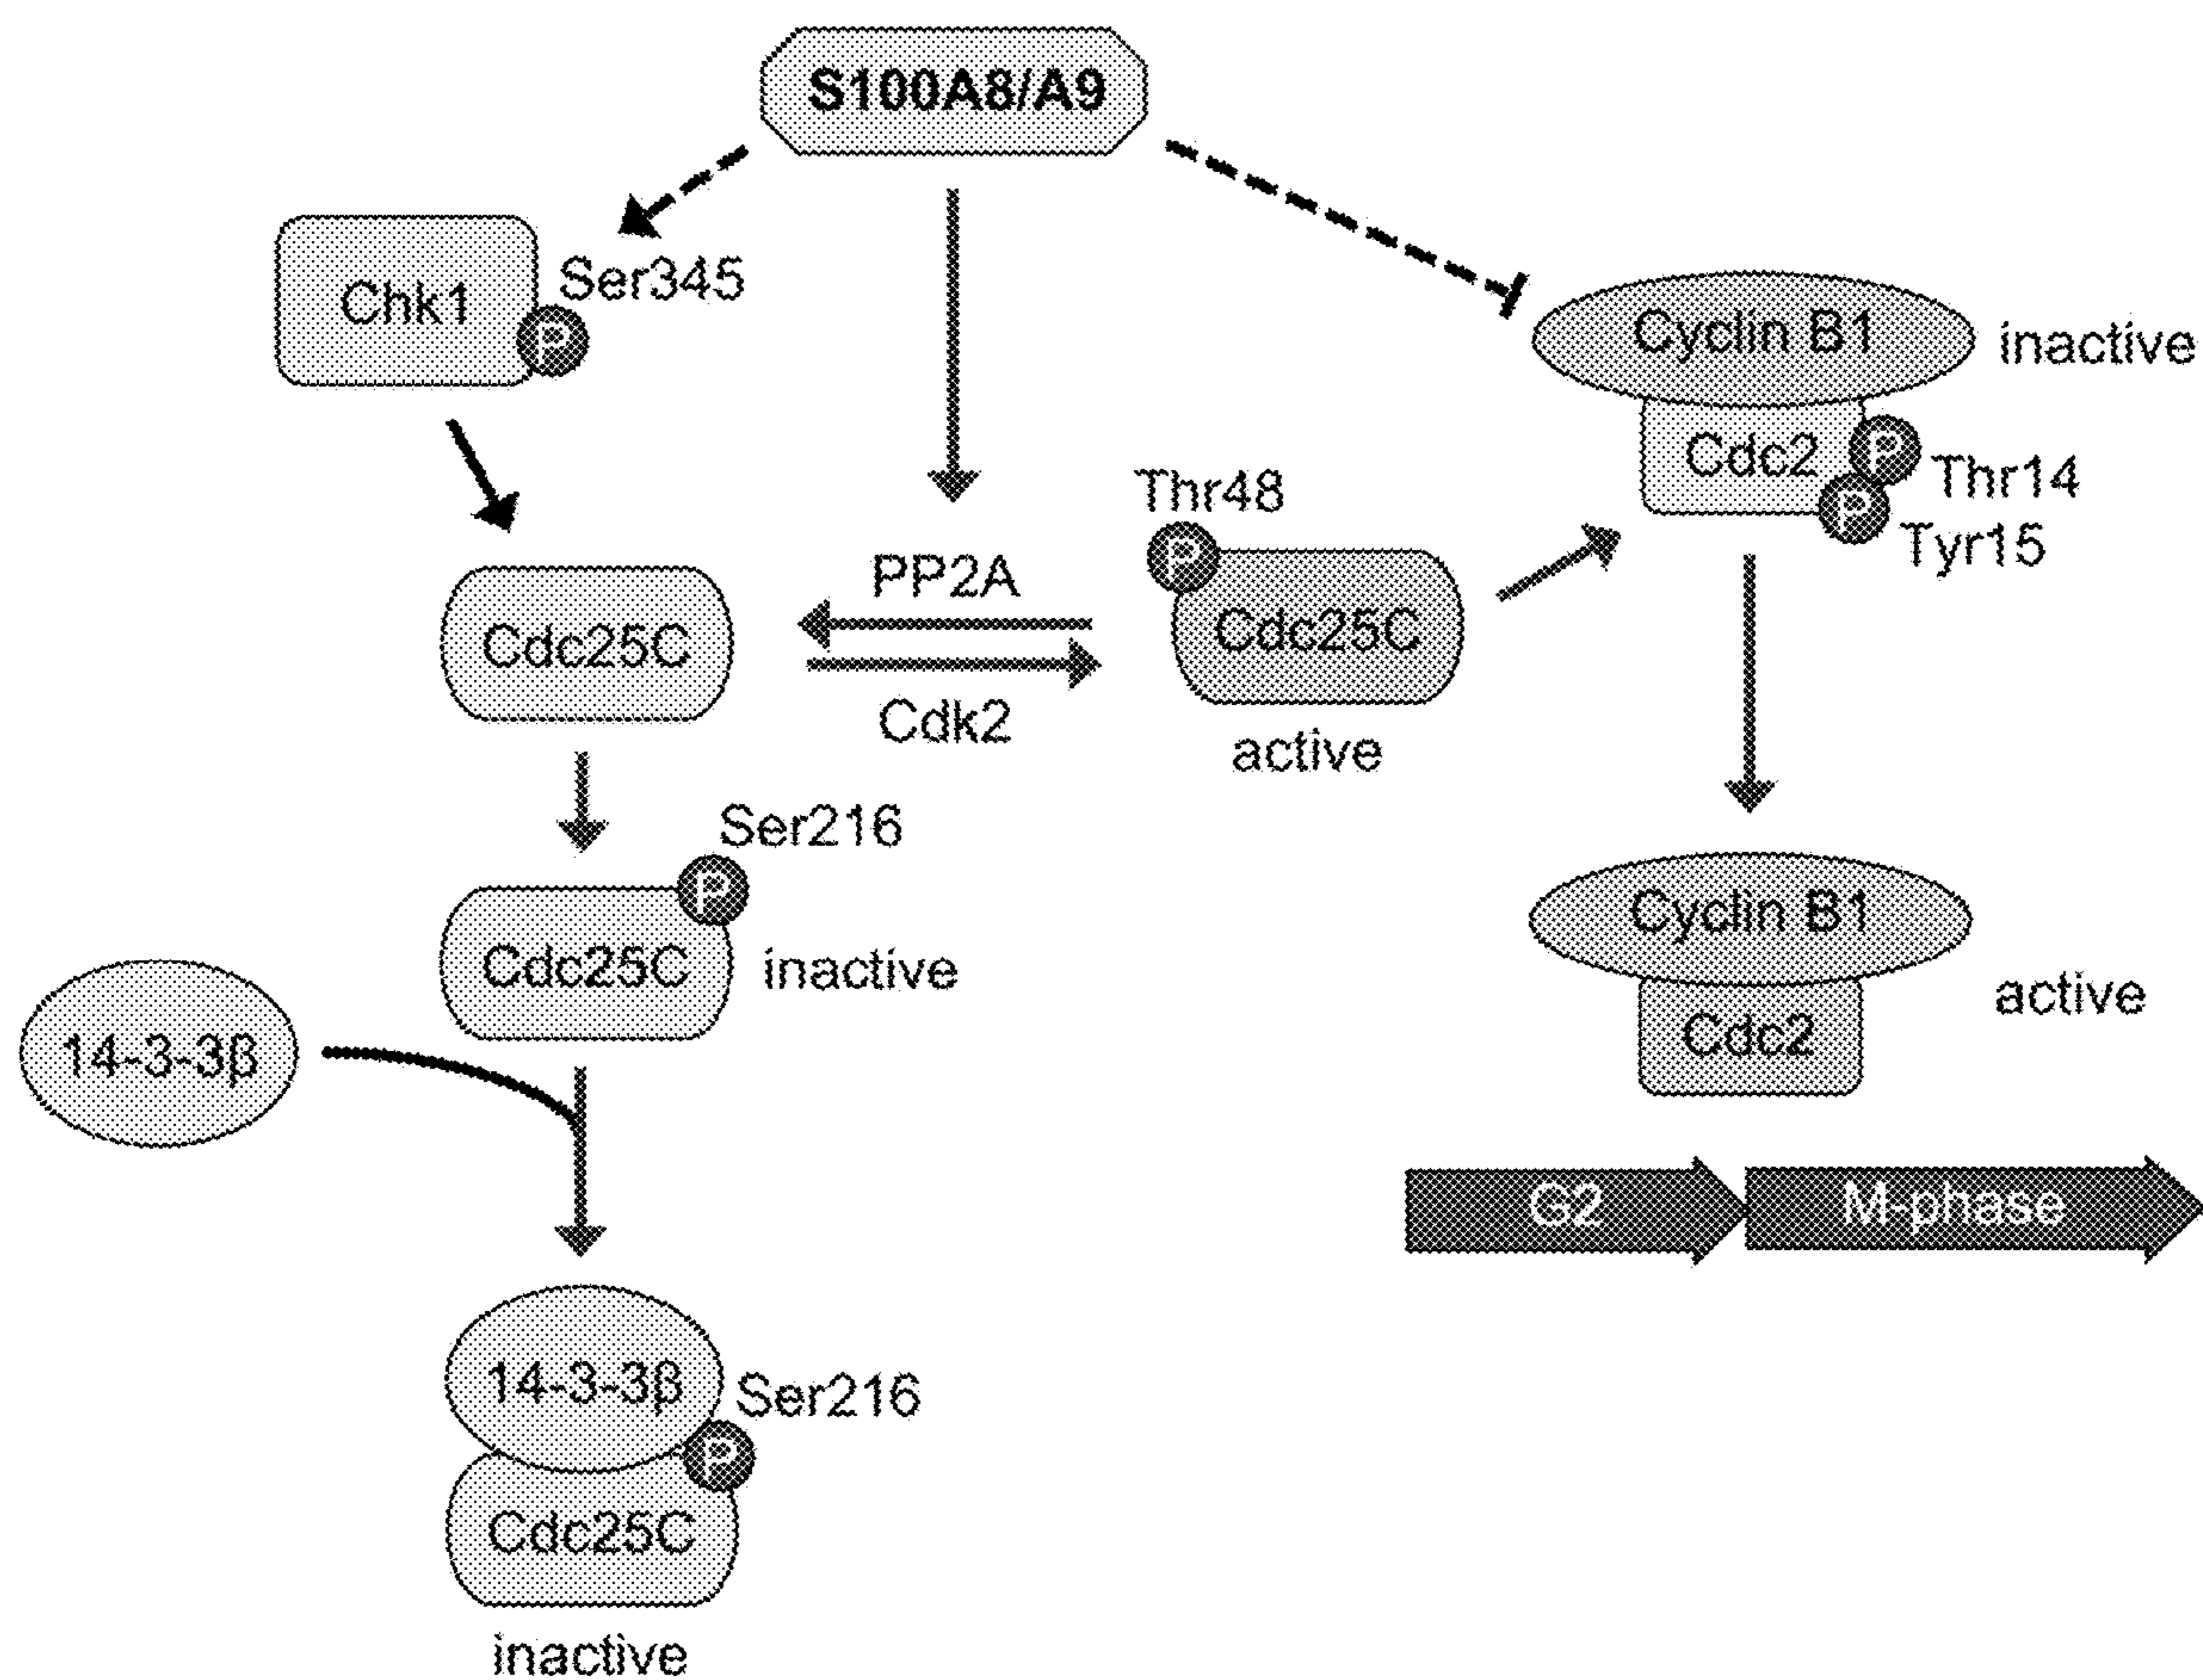 S100A8/A9
Chk1
Ser345
P
Cyclin B1
inactive
Cdc2
P
Thr14
P
Tyr15
Thr48
P
PP2A
Cdc25C
Cdc25C
Cdk2
active
Ser216
P
Cdc25C
inactive
Cyclin B1
active
Cdc2
14-3-3β
G2
M-phase
14-3-3β
Ser216
P
Cdc25C
inactive